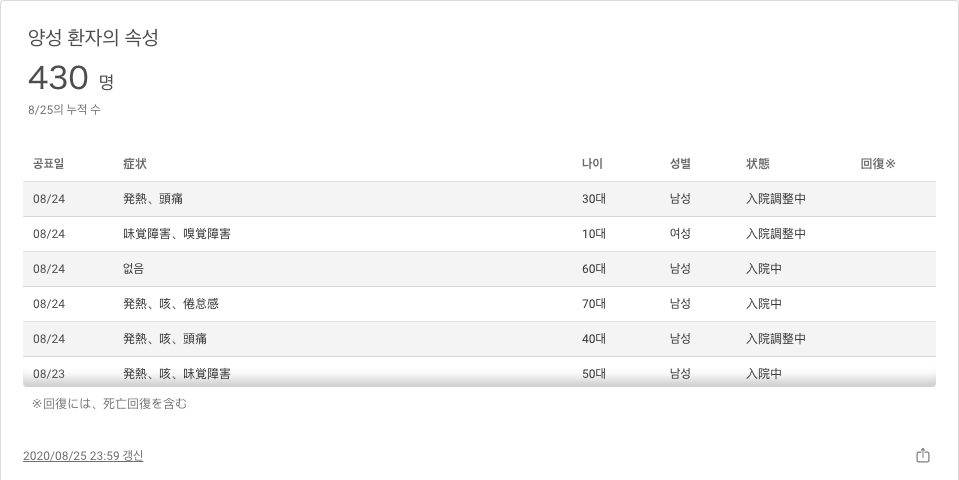 양성 환자의 속성
430 명
8/25의 누적 수
공표일 症状 나이 성별 状態 回復※
08/24 発熱、頭痛 30대 남성 入院調整中
08/24 味覚障害、嗅覚障害 10대 여성 入院調整中
08/24 없음 60대 남성 入院中
08/24 発熱、咳、倦怠感 70대 남성 入院中
08/24 発熱、咳、頭痛 40대 남성 入院調整中
08/23 発熱、咳、味覚障害 50대 남성 入院中
※回復には、死亡回復を含む
2020/08/25 23:59 갱신